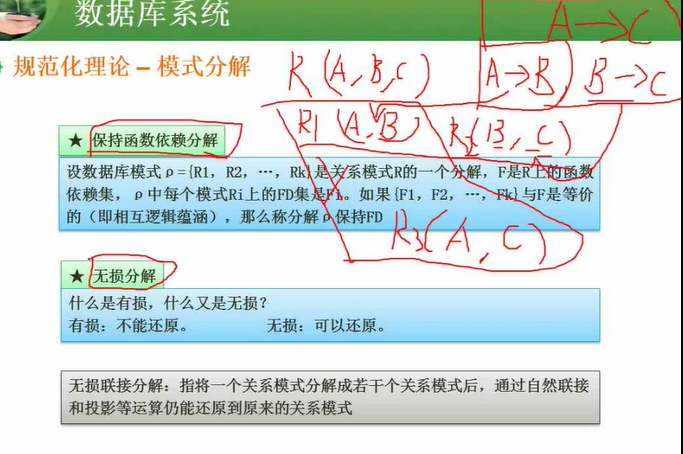 数据库系统
A→C
规范化理论 – 模式分解
R(A,B,C)
A→B, B→C
R1(A,B)
R2(B,C)
★ 保持函数依赖分解
设数据库模式ρ={R1，R2，…，Rk}是关系模式R的一个分解，F是R上的函数
依赖集，ρ中每个模式Ri上的FD集是Fi。如果{F1，F2，…，Fk}与F是等价
的（即相互逻辑蕴涵），那么称分解ρ保持FD
R3(A,C)
★ 无损分解
什么是有损，什么又是无损？
有损：不能还原。 无损：可以还原。
无损联接分解：指将一个关系模式分解成若干个关系模式后，通过自然联接
和投影等运算仍能还原到原来的关系模式